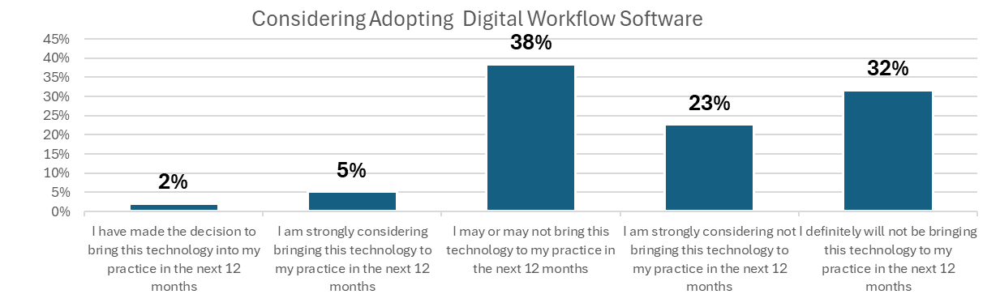 Considering Adopting  Digital Workflow Software
45%
40%
35%
30%
25%
20%
15%
10%
5%
0%
2%
5%
38%
23%
32%
I have made the decision to
bring this technology into my
practice in the next 12
months
I am strongly considering
bringing this technology to
my practice in the next 12
months
I may or may not bring this
technology to my practice in
the next 12 months
I am strongly considering not
bringing this technology to
my practice in the next 12
months
I definitely will not be bringing
this technology to my
practice in the next 12
months